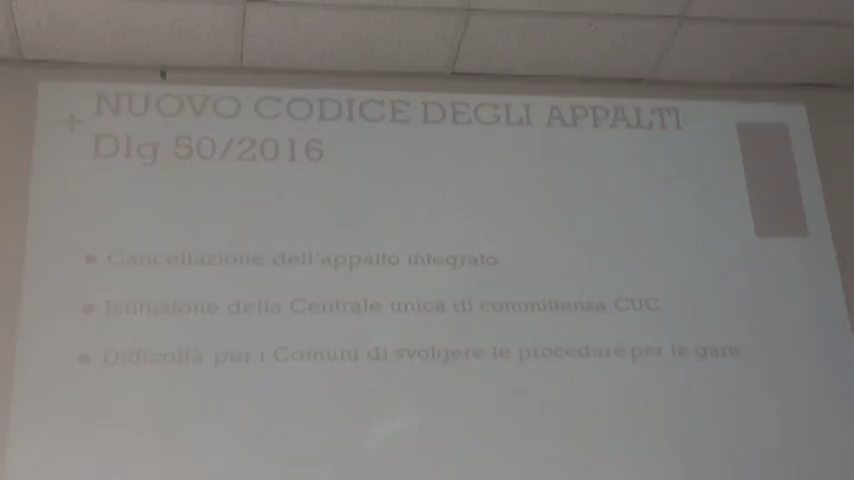 + NUOVO CODICE DEGLI APPALTI
Dlg 50/2016
■ Cancellazione dell'appalto integrato
■ Istituzione della Centrale unica di committenza CUC
■ Difficoltà per i Comuni di svolgere le procedure per le gare